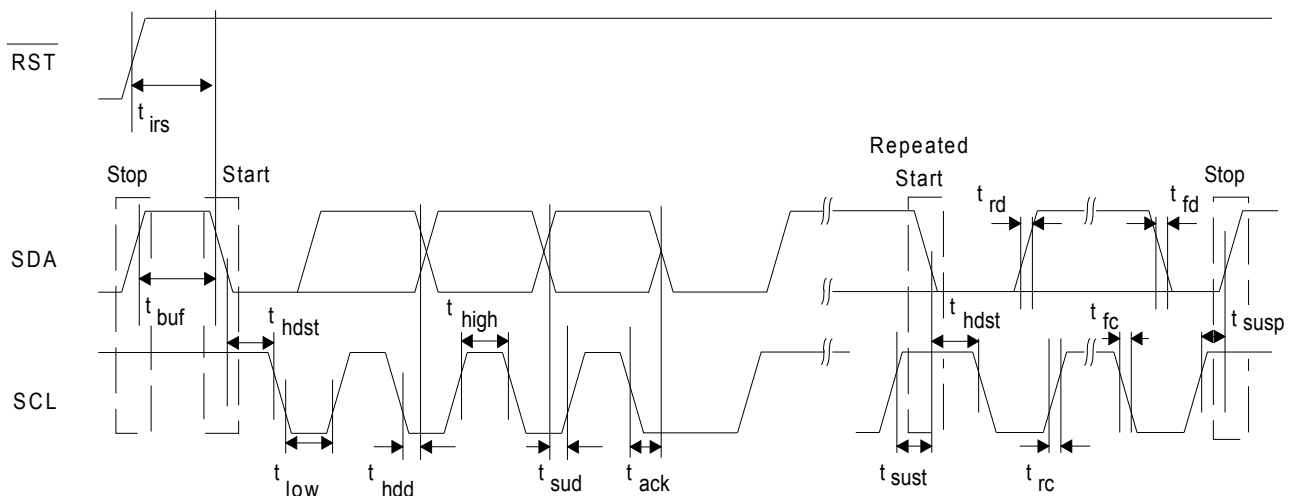 RST
t irs
Repeated
Stop Start Start Stop
t rd t fd
SDA
t buf t hdst t high t hdst t fc t susp
SCL
t low t hdd t sud t ack t sust t rc